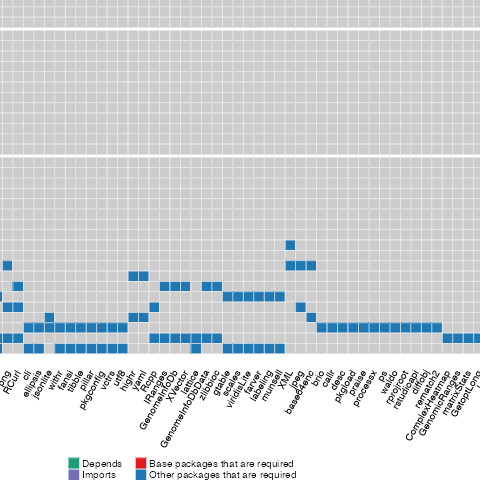 png
RCurl
cli
ellipsis
jsonlite
withr
fansi
tibble
pillar
pkgconfig
vctrs
utf8
highr
yaml
Rcpp
IRanges
GenomeInfoDb
XVector
lattice
GenomeInfoDbData
zlibbioc
gtable
scales
viridisLite
farver
labeling
munsell
XML
jpeg
base64enc
brio
callr
desc
pkgload
praise
processx
ps
waldo
rprojroot
rstudioapi
diffobj
rematch2
ComplexHeatmap
GenomicRanges
matrixStats
GetoptLong
Depends
Imports
Base packages that are required
Other packages that are required